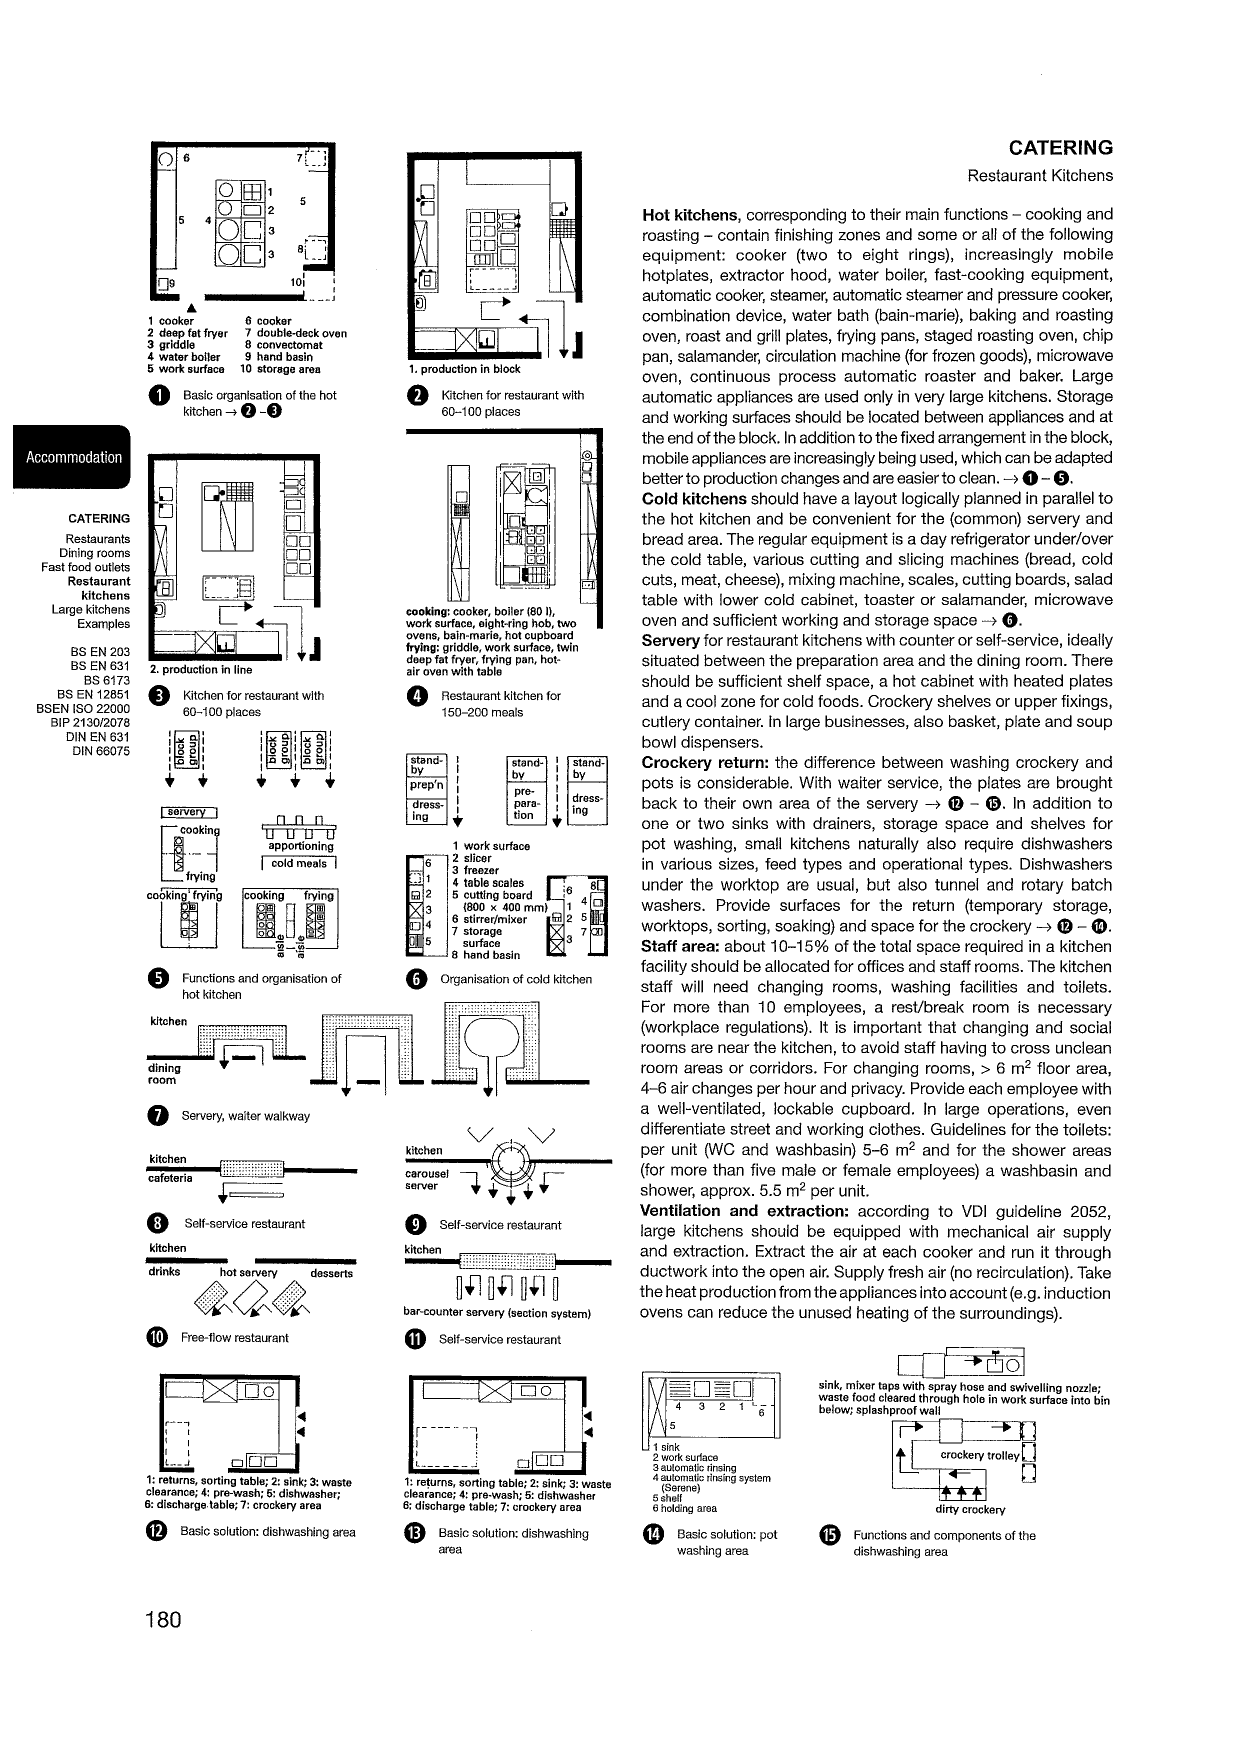 CATERING
Restaurant Kitchens
Hot kitchens, corresponding to their main functions – cooking and
roasting – contain finishing zones and some or all of the following
equipment: cooker (two to eight rings), increasingly mobile
hotplates, extractor hood, water boiler, fast-cooking equipment,
automatic cooker, steamer, automatic steamer and pressure cooker,
combination device, water bath (bain-marie), baking and roasting
oven, roast and grill plates, frying pans, staged roasting oven, chip
pan, salamander, circulation machine (for frozen goods), microwave
oven, continuous process automatic roaster and baker. Large
automatic appliances are used only in very large kitchens. Storage
and working surfaces should be located between appliances and at
the end of the block. In addition to the fixed arrangement in the block,
mobile appliances are increasingly being used, which can be adapted
better to production changes and are easier to clean. → 1 – 5.
Cold kitchens should have a layout logically planned in parallel to
the hot kitchen and be convenient for the (common) servery and
bread area. The regular equipment is a day refrigerator under/over
the cold table, various cutting and slicing machines (bread, cold
cuts, meat, cheese), mixing machine, scales, cutting boards, salad
table with lower cold cabinet, toaster or salamander, microwave
oven and sufficient working and storage space → 6.
Servery for restaurant kitchens with counter or self-service, ideally
situated between the preparation area and the dining room. There
should be sufficient shelf space, a hot cabinet with heated plates
and a cool zone for cold foods. Crockery shelves or upper fixings,
cutlery container. In large businesses, also basket, plate and soup
bowl dispensers.
Crockery return: the difference between washing crockery and
pots is considerable. With waiter service, the plates are brought
back to their own area of the servery → 12 – 15. In addition to
one or two sinks with drainers, storage space and shelves for
pot washing, small kitchens naturally also require dishwashers
in various sizes, feed types and operational types. Dishwashers
under the worktop are usual, but also tunnel and rotary batch
washers. Provide surfaces for the return (temporary storage,
worktops, sorting, soaking) and space for the crockery → 12 – 14.
Staff area: about 10–15% of the total space required in a kitchen
facility should be allocated for offices and staff rooms. The kitchen
staff will need changing rooms, washing facilities and toilets.
For more than 10 employees, a rest/break room is necessary
(workplace regulations). It is important that changing and social
rooms are near the kitchen, to avoid staff having to cross unclean
room areas or corridors. For changing rooms, > 6 m² floor area,
4–6 air changes per hour and privacy. Provide each employee with
a well-ventilated, lockable cupboard. In large operations, even
differentiate street and working clothes. Guidelines for the toilets:
per unit (WC and washbasin) 5–6 m² and for the shower areas
(for more than five male or female employees) a washbasin and
shower, approx. 5.5 m² per unit.
Ventilation and extraction: according to VDI guideline 2052,
large kitchens should be equipped with mechanical air supply
and extraction. Extract the air at each cooker and run it through
ductwork into the open air. Supply fresh air (no recirculation). Take
the heat production from the appliances into account (e.g. induction
ovens can reduce the unused heating of the surroundings).
Accommodation
CATERING
Restaurants
Dining rooms
Fast food outlets
Restaurant
kitchens
Large kitchens
Examples
BS EN 203
BS EN 631
BS 6173
BS EN 12851
BSEN ISO 22000
BIP 2130/2078
DIN EN 631
DIN 66075
6
7
1
2
5
5
4
3
3
8
9
10
1 cooker
2 deep fat fryer
3 griddle
4 water boiler
5 work surface
6 cooker
7 double-deck oven
8 convectomat
9 hand basin
10 storage area
1 Basic organisation of the hot
kitchen → 2 – 3
1. production in block
2 Kitchen for restaurant with
60–100 places
2. production in line
3 Kitchen for restaurant with
60–100 places
cooking: cooker, boiler (80 l),
work surface, eight-ring hob, two
ovens, bain-marie, hot cupboard
frying: griddle, work surface, twin
deep fat fryer, frying pan, hot-
air oven with table
4 Restaurant kitchen for
150–200 meals
block
group
block
group
block
group
servery
cooking
frying
apportioning
cold meals
cooking frying
cooking frying
aisle
aisle
5 Functions and organisation of
hot kitchen
stand-
by
prep'n
dress-
ing
stand-
by
pre-
para-
tion
stand-
by
dress-
ing
6
1
2
3
4
5
1 work surface
2 slicer
3 freezer
4 table scales
5 cutting board
(800 × 400 mm)
6 stirrer/mixer
7 storage
surface
8 hand basin
6
8
4
1
2
5
7
3
6 Organisation of cold kitchen
kitchen
dining
room
7 Servery, waiter walkway
kitchen
cafeteria
8 Self-service restaurant
kitchen
carousel
server
9 Self-service restaurant
kitchen
drinks
hot servery
desserts
10 Free-flow restaurant
kitchen
bar-counter servery (section system)
11 Self-service restaurant
1: returns, sorting table; 2: sink; 3: waste
clearance; 4: pre-wash; 5: dishwasher;
6: discharge table; 7: crockery area
12 Basic solution: dishwashing area
1: returns, sorting table; 2: sink; 3: waste
clearance; 4: pre-wash; 5: dishwasher
6: discharge table; 7: crockery area
13 Basic solution: dishwashing
area
4 3 2 1
6
5
1 sink
2 work surface
3 automatic rinsing
4 automatic rinsing system
(Serene)
5 shelf
6 holding area
14 Basic solution: pot
washing area
sink, mixer taps with spray hose and swivelling nozzle;
waste food cleared through hole in work surface into bin
below; splashproof wall
crockery trolley
dirty crockery
15 Functions and components of the
dishwashing area
180